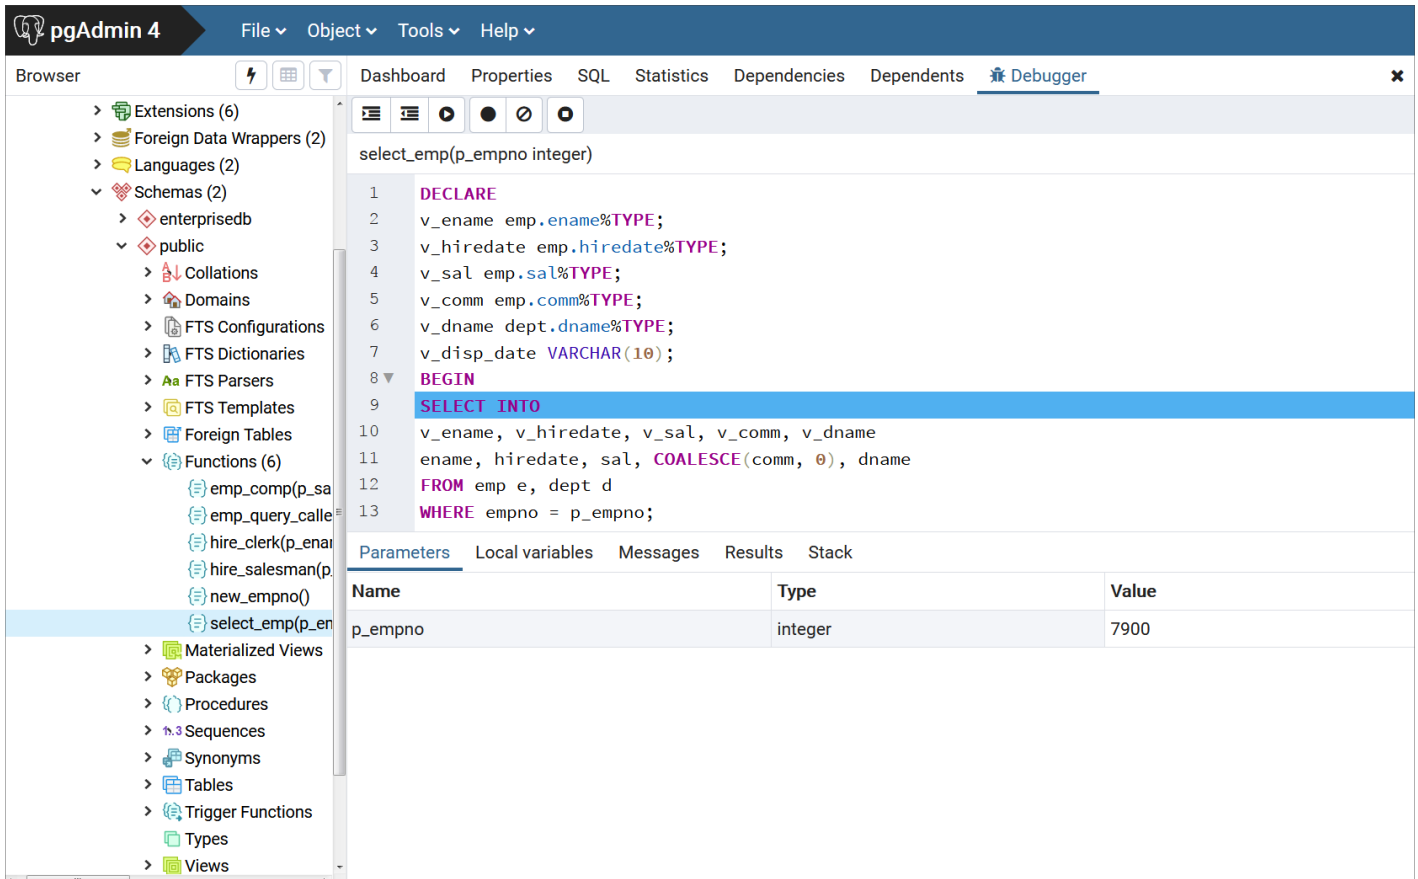 pgAdmin 4
File Object Tools Help
Browser
Dashboard Properties SQL Statistics Dependencies Dependents Debugger
Extensions (6)
Foreign Data Wrappers (2)
Languages (2)
Schemas (2)
enterprisedb
public
Collations
Domains
FTS Configurations
FTS Dictionaries
Aa FTS Parsers
FTS Templates
Foreign Tables
Functions (6)
emp_comp(p_sa
emp_query_calle
hire_clerk(p_enar
hire_salesman(p_
new_empno()
select_emp(p_en
Materialized Views
Packages
Procedures
1..3 Sequences
Synonyms
Tables
Trigger Functions
Types
Views
select_emp(p_empno integer)
1 DECLARE
2 v_ename emp.ename%TYPE;
3 v_hiredate emp.hiredate%TYPE;
4 v_sal emp.sal%TYPE;
5 v_comm emp.comm%TYPE;
6 v_dname dept.dname%TYPE;
7 v_disp_date VARCHAR(10);
8 BEGIN
9 SELECT INTO
10 v_ename, v_hiredate, v_sal, v_comm, v_dname
11 ename, hiredate, sal, COALESCE(comm, 0), dname
12 FROM emp e, dept d
13 WHERE empno = p_empno;
Parameters Local variables Messages Results Stack
Name Type Value
p_empno integer 7900